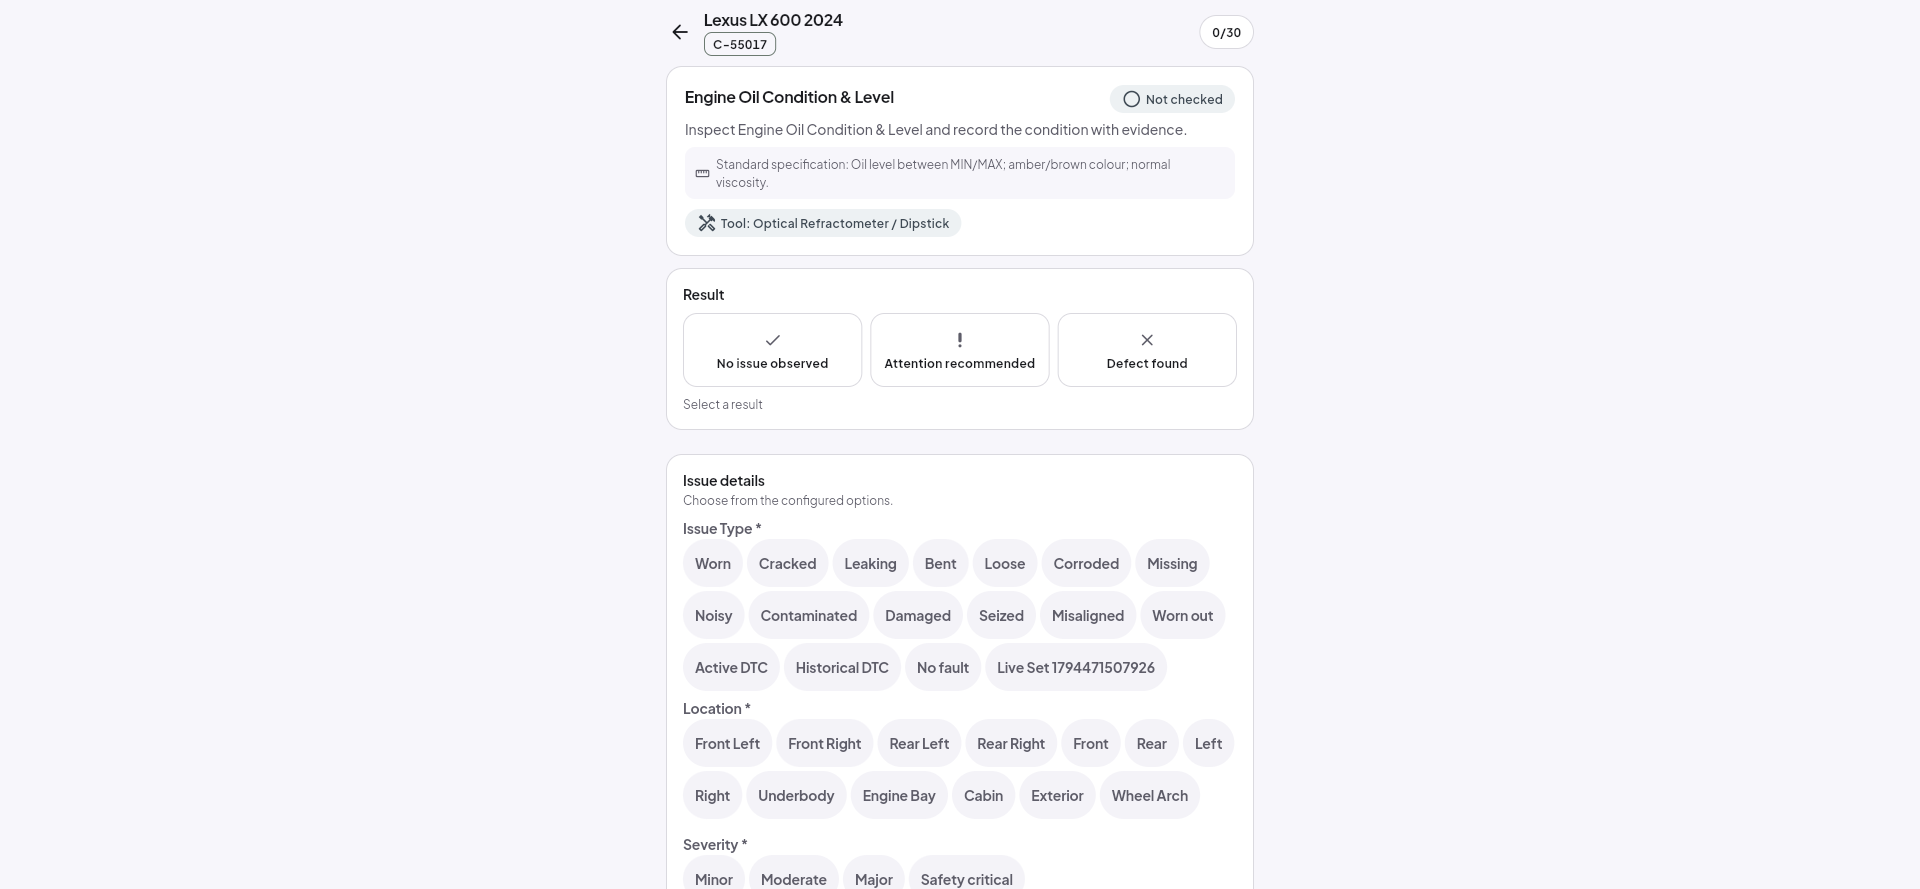 Lexus LX 600 2024
C-55017
0/30
Engine Oil Condition & Level
Not checked
Inspect Engine Oil Condition & Level and record the condition with evidence.
Standard specification: Oil level between MIN/MAX; amber/brown colour; normal
viscosity.
Tool: Optical Refractometer / Dipstick
Result
No issue observed
Attention recommended
Defect found
Select a result
Issue details
Choose from the configured options.
Issue Type *
Worn Cracked Leaking Bent Loose Corroded Missing
Noisy Contaminated Damaged Seized Misaligned Worn out
Active DTC Historical DTC No fault Live Set 1794471507926
Location *
Front Left Front Right Rear Left Rear Right Front Rear Left
Right Underbody Engine Bay Cabin Exterior Wheel Arch
Severity *
Minor Moderate Major Safety critical